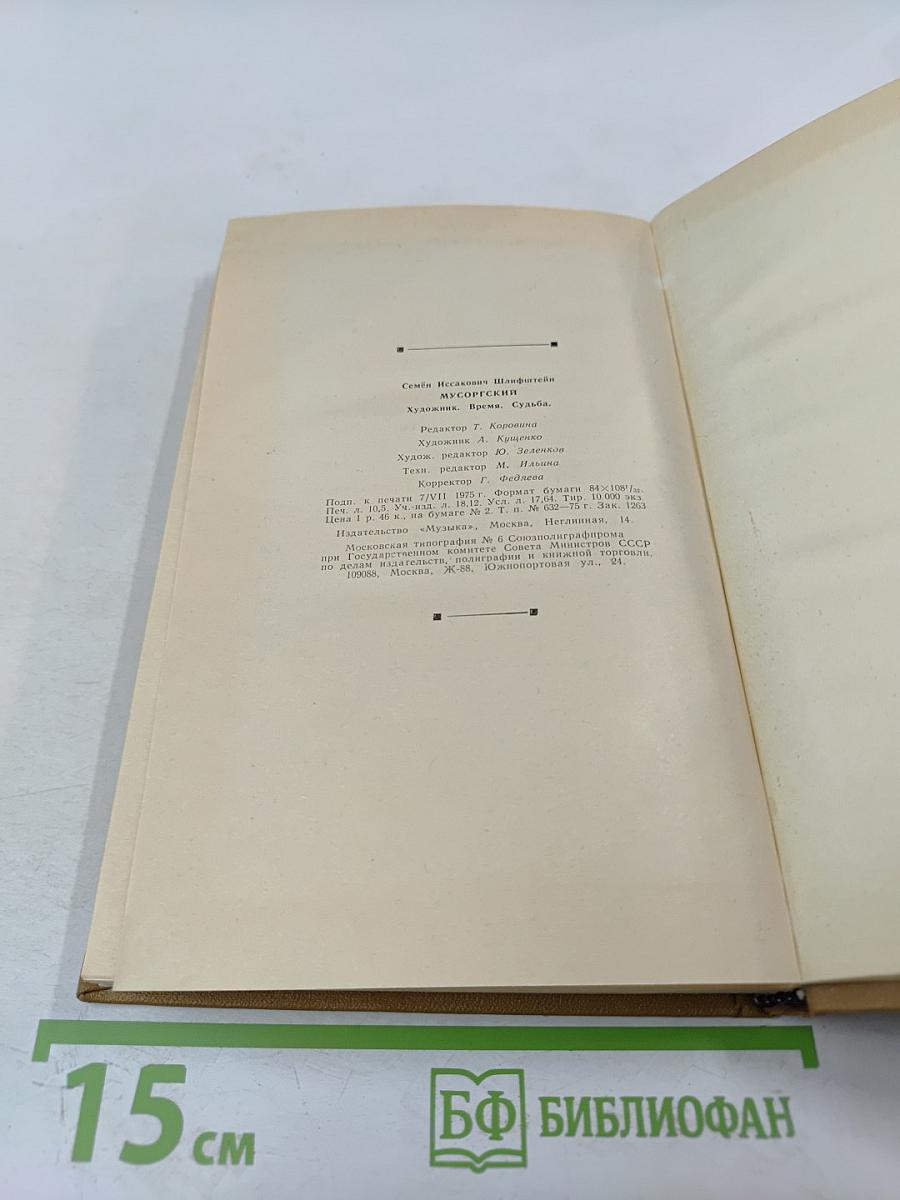 Семён Иссакович Шлифштейн
МУСОРГСКИЙ
Художник. Время. Судьба.
Редактор Т. Коровина
Художник А. Кущенко
Худож. редактор Ю. Зеленков
Техн. редактор М. Ильина
Корректор Г. Федяева
Подп. к печати 7/VII 1975 г. Формат бумаги 84×108¹/₃₂.
Печ. л. 10,5. Уч.-изд. л. 18,12. Усл. л. 17,64. Тир. 10 000 экз.
Цена 1 р. 46 к., на бумаге № 2. Т. п. № 632—75 г. Зак. 1263
Издательство «Музыка», Москва, Неглинная, 14.
Московская типография № 6 Союзполиграфпрома
при Государственном комитете Совета Министров СССР
по делам издательств, полиграфии и книжной торговли,
109088, Москва, Ж-88, Южнопортовая ул., 24.
15 см
БФ БИБЛИОФАН